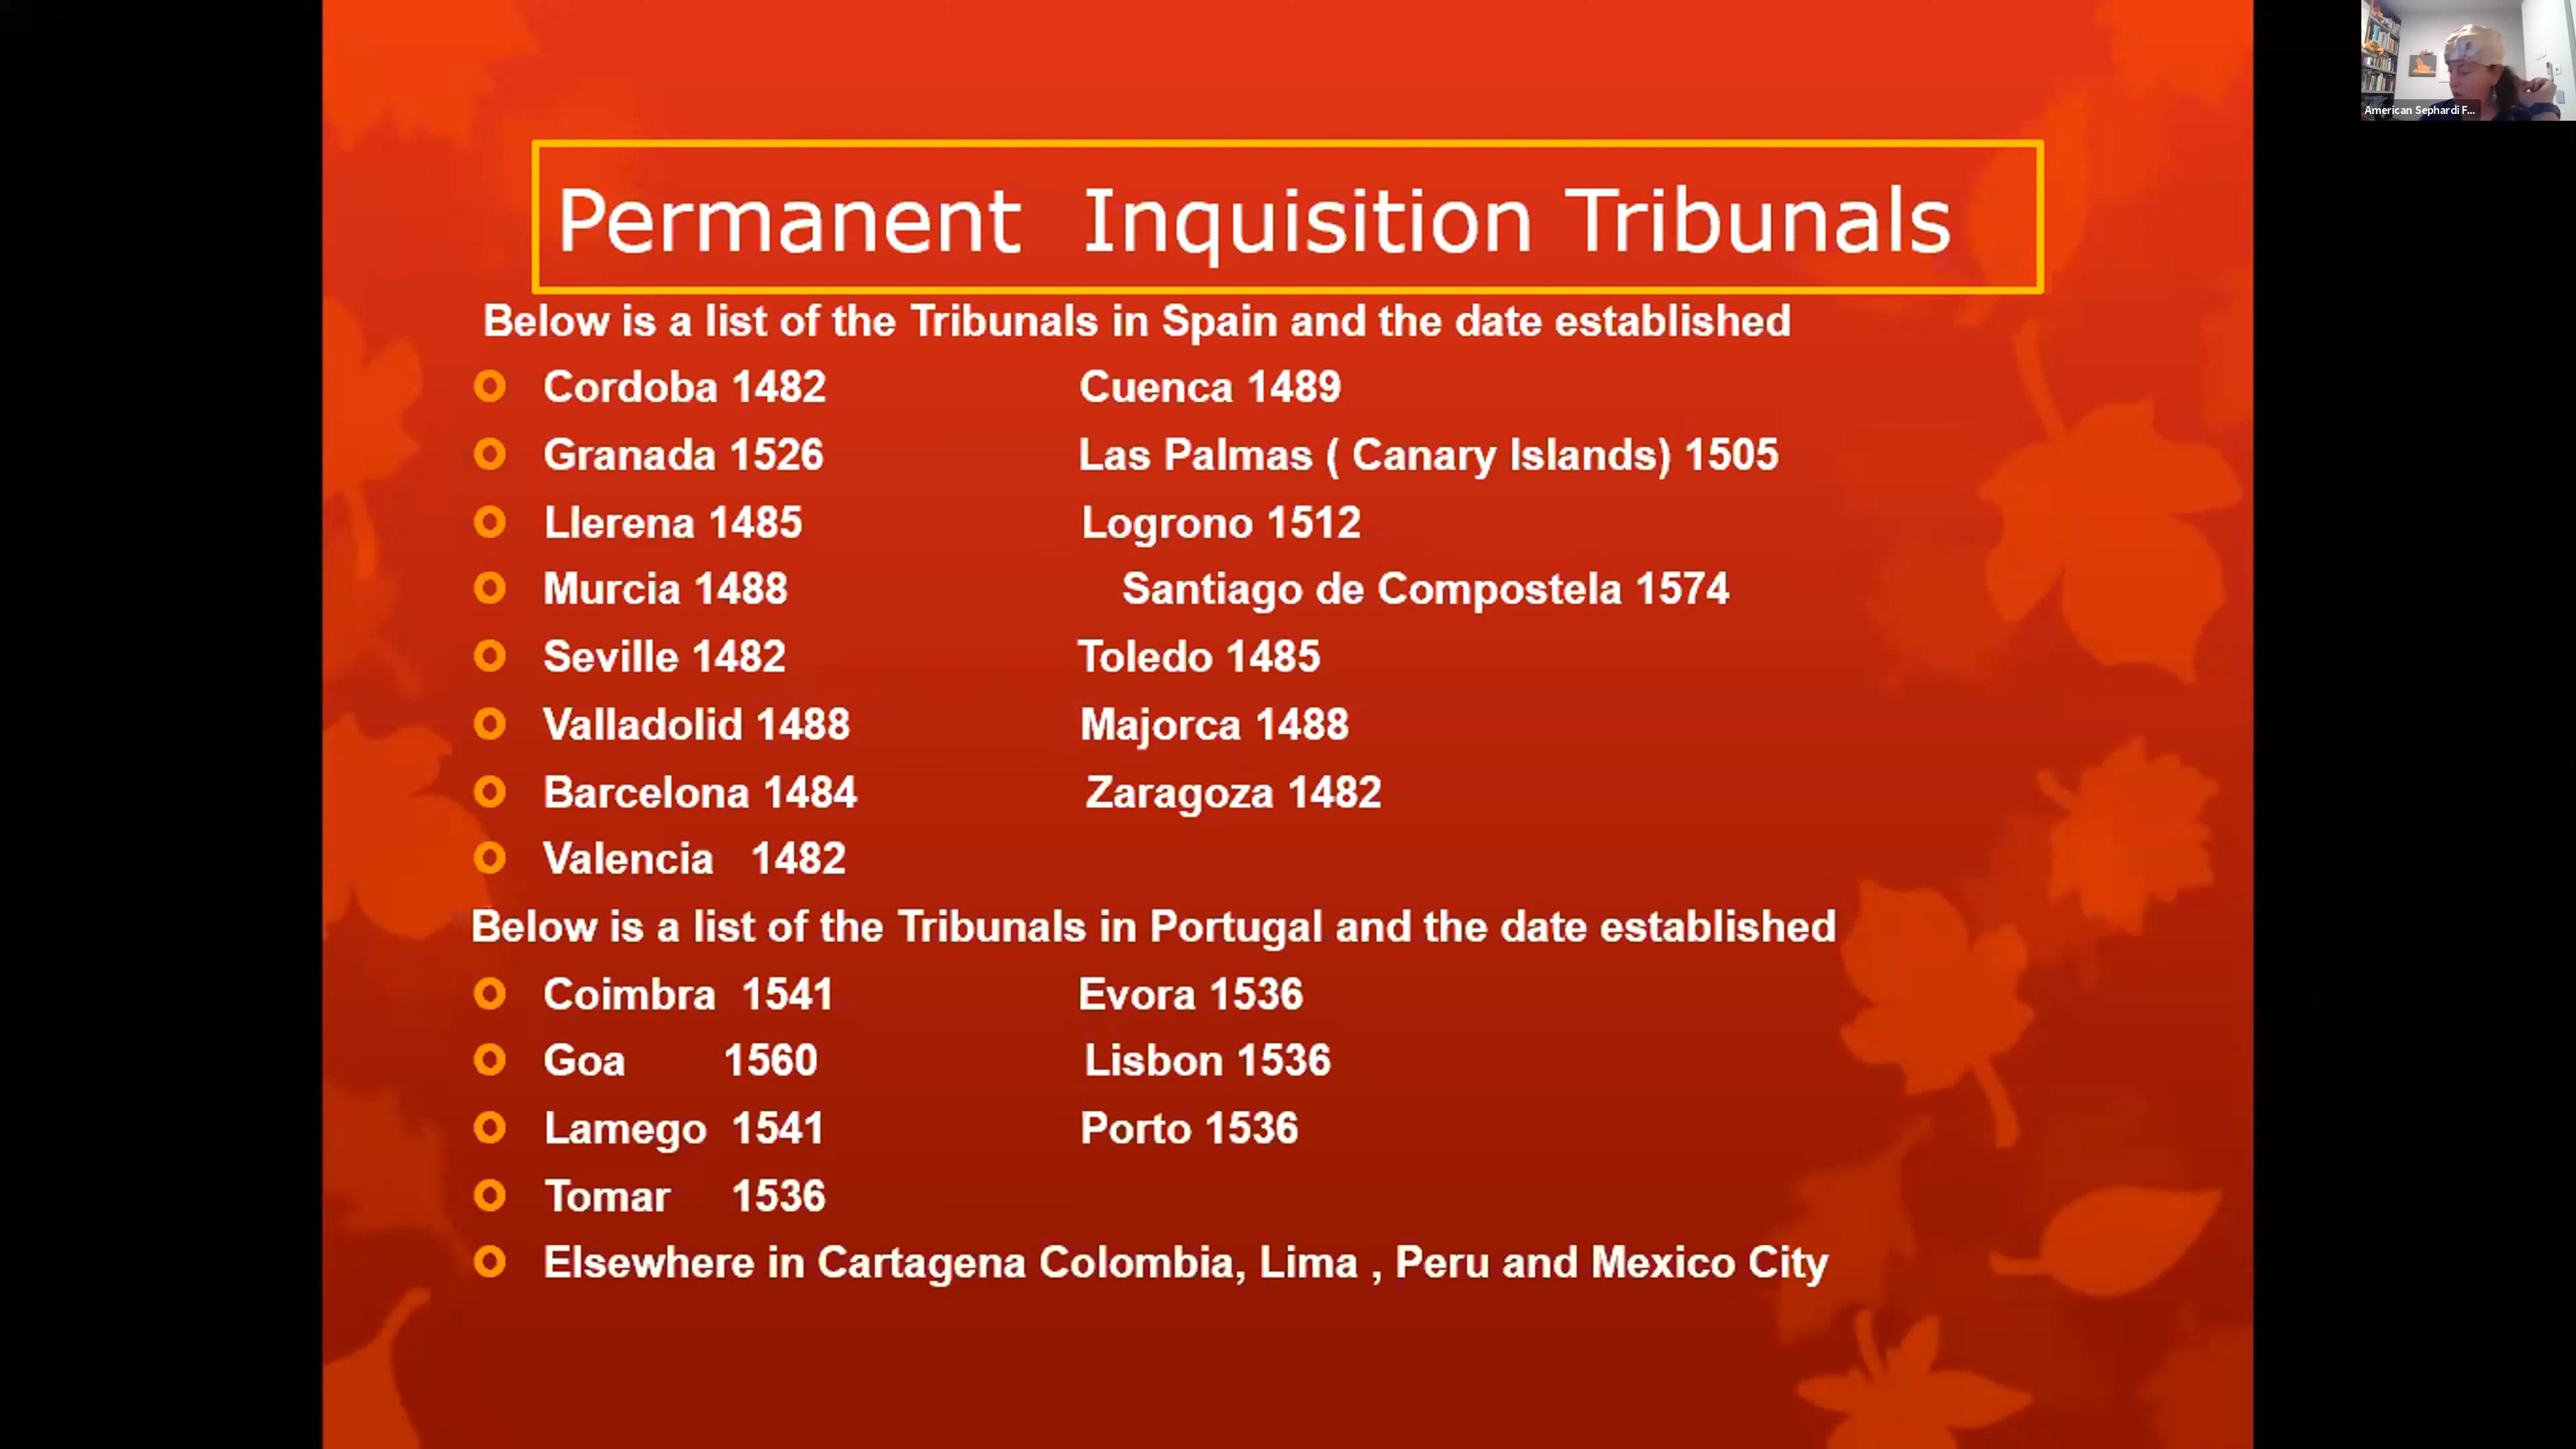 Permanent Inquisition Tribunals
Below is a list of the Tribunals in Spain and the date established
Cordoba 1482 Cuenca 1489
Granada 1526 Las Palmas ( Canary Islands) 1505
Llerena 1485 Logrono 1512
Murcia 1488 Santiago de Compostela 1574
Seville 1482 Toledo 1485
Valladolid 1488 Majorca 1488
Barcelona 1484 Zaragoza 1482
Valencia 1482
Below is a list of the Tribunals in Portugal and the date established
Coimbra 1541 Evora 1536
Goa 1560 Lisbon 1536
Lamego 1541 Porto 1536
Tomar 1536
Elsewhere in Cartagena Colombia, Lima , Peru and Mexico City
American Sephardi F...